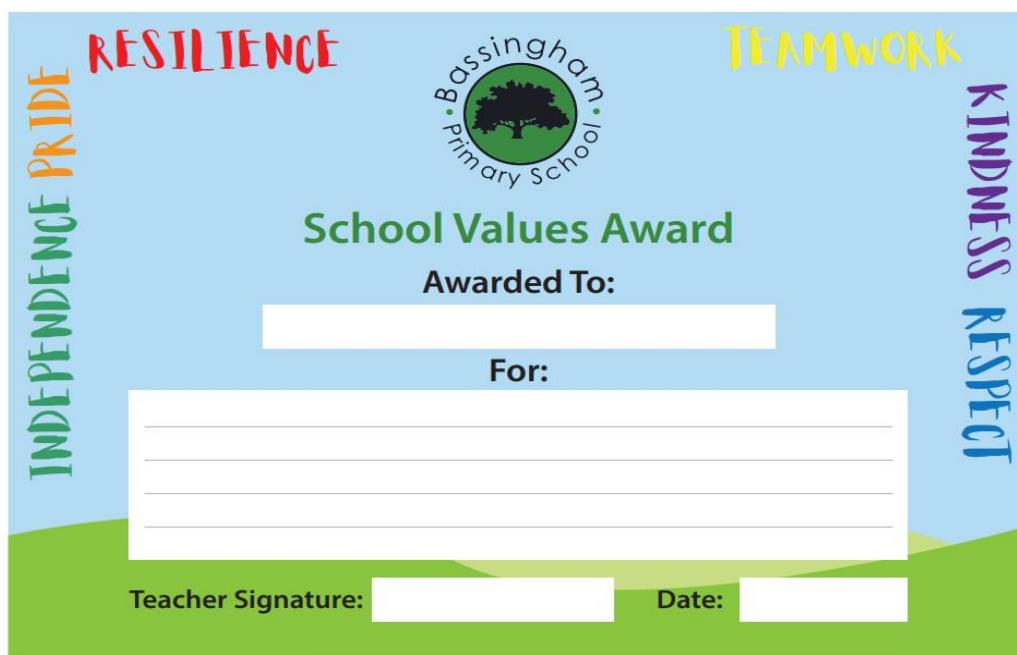 RESILIENCE
TEAMWORK
• Bassingham •
Primary School
INDEPENDENCE PRIDE
KINDNESS RESPECT
School Values Award
Awarded To:
For:
Teacher Signature:
Date: